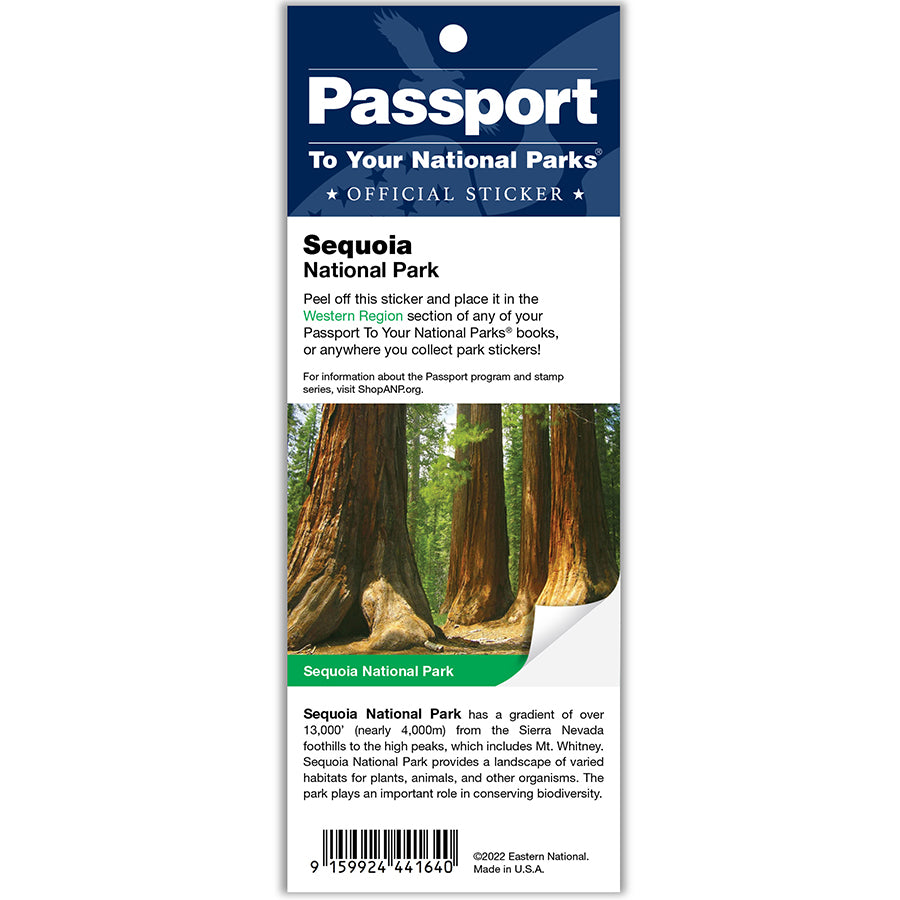 Passport
To Your National Parks®
★ OFFICIAL STICKER ★
Sequoia
National Park
Peel off this sticker and place it in the
Western Region section of any of your
Passport To Your National Parks® books,
or anywhere you collect park stickers!
For information about the Passport program and stamp
series, visit ShopANP.org.
Sequoia National Park
Sequoia National Park has a gradient of over
13,000’ (nearly 4,000m) from the Sierra Nevada
foothills to the high peaks, which includes Mt. Whitney.
Sequoia National Park provides a landscape of varied
habitats for plants, animals, and other organisms. The
park plays an important role in conserving biodiversity.
9 159924 441640
©2022 Eastern National.
Made in U.S.A.